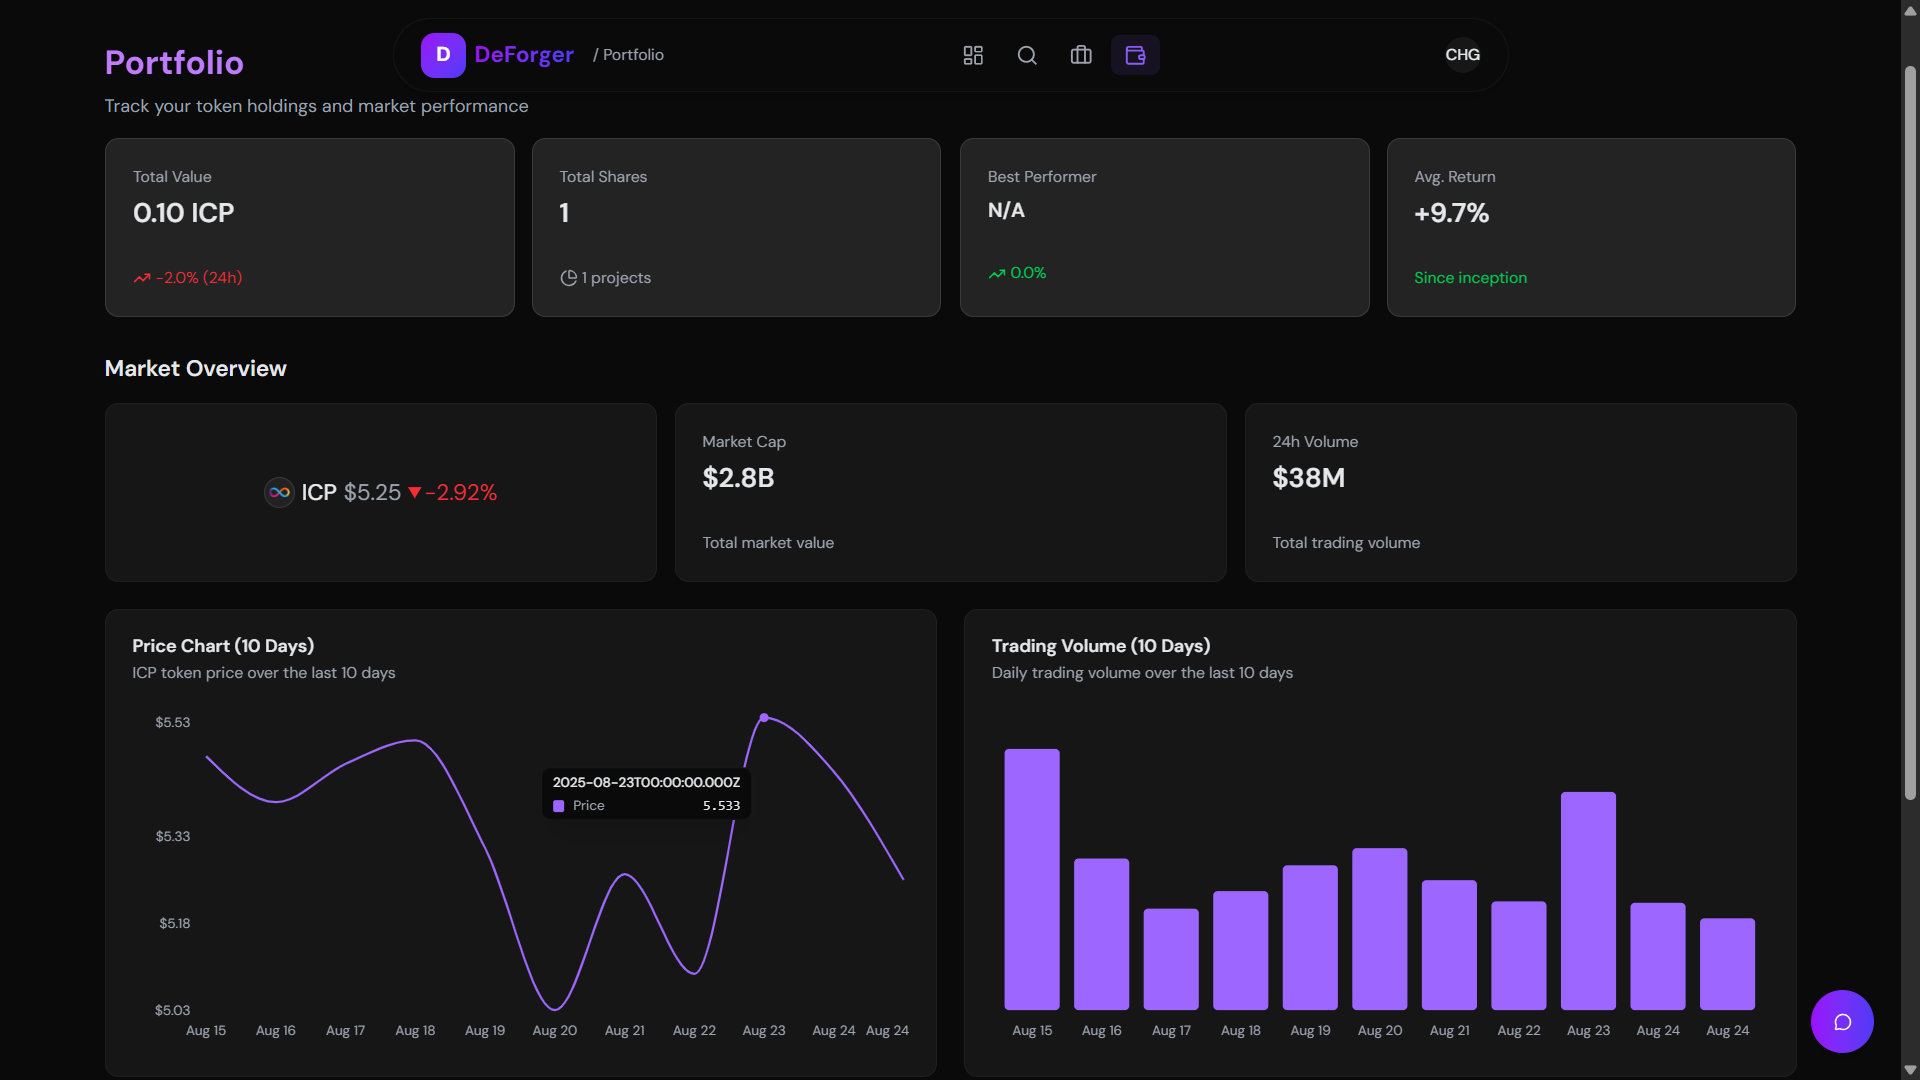 Portfolio
D DeForger / Portfolio
CHG
Track your token holdings and market performance
Total Value
0.10 ICP
-2.0% (24h)
Total Shares
1
1 projects
Best Performer
N/A
0.0%
Avg. Return
+9.7%
Since inception
Market Overview
ICP $5.25 ▼-2.92%
Market Cap
$2.8B
Total market value
24h Volume
$38M
Total trading volume
Price Chart (10 Days)
ICP token price over the last 10 days
$5.53
$5.33
$5.18
$5.03
2025-08-23T00:00:00.000Z
Price 5.533
Aug 15 Aug 16 Aug 17 Aug 18 Aug 19 Aug 20 Aug 21 Aug 22 Aug 23 Aug 24 Aug 24
Trading Volume (10 Days)
Daily trading volume over the last 10 days
Aug 15 Aug 16 Aug 17 Aug 18 Aug 19 Aug 20 Aug 21 Aug 22 Aug 23 Aug 24 Aug 24